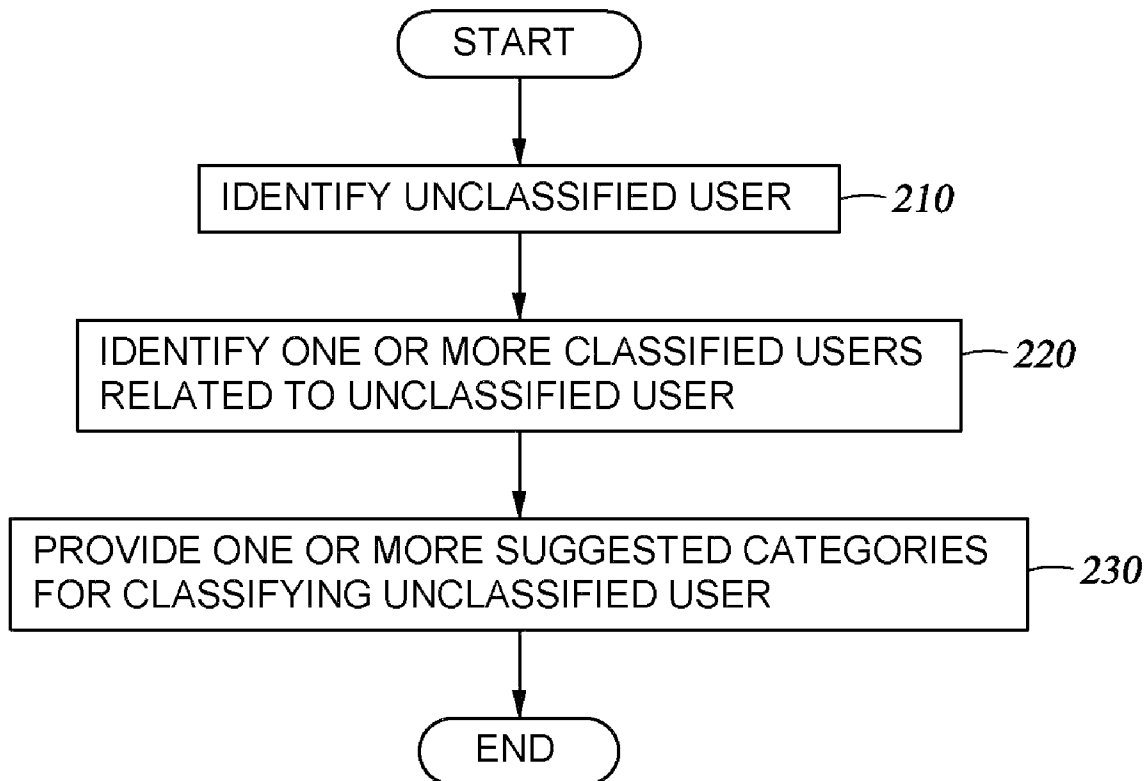 START
IDENTIFY UNCLASSIFIED USER
210
IDENTIFY ONE OR MORE CLASSIFIED USERS
RELATED TO UNCLASSIFIED USER
220
PROVIDE ONE OR MORE SUGGESTED CATEGORIES
FOR CLASSIFYING UNCLASSIFIED USER
230
END